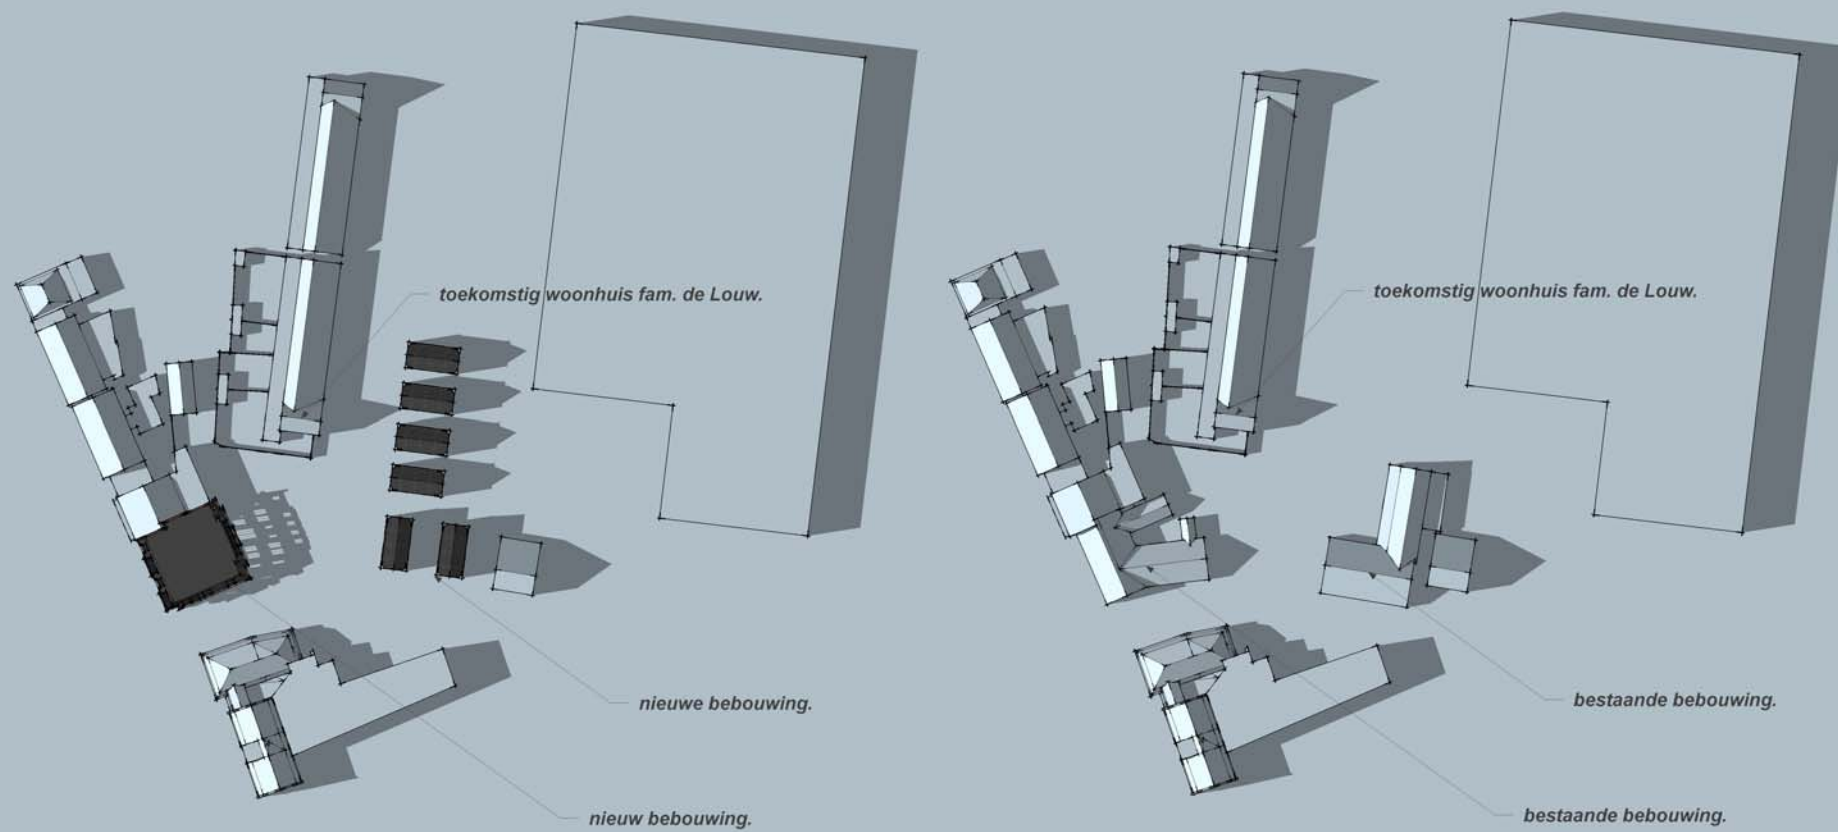 toekomstig woonhuis fam. de Louw.
nieuwe bebouwing.
nieuw bebouwing.
toekomstig woonhuis fam. de Louw.
bestaande bebouwing.
bestaande bebouwing.